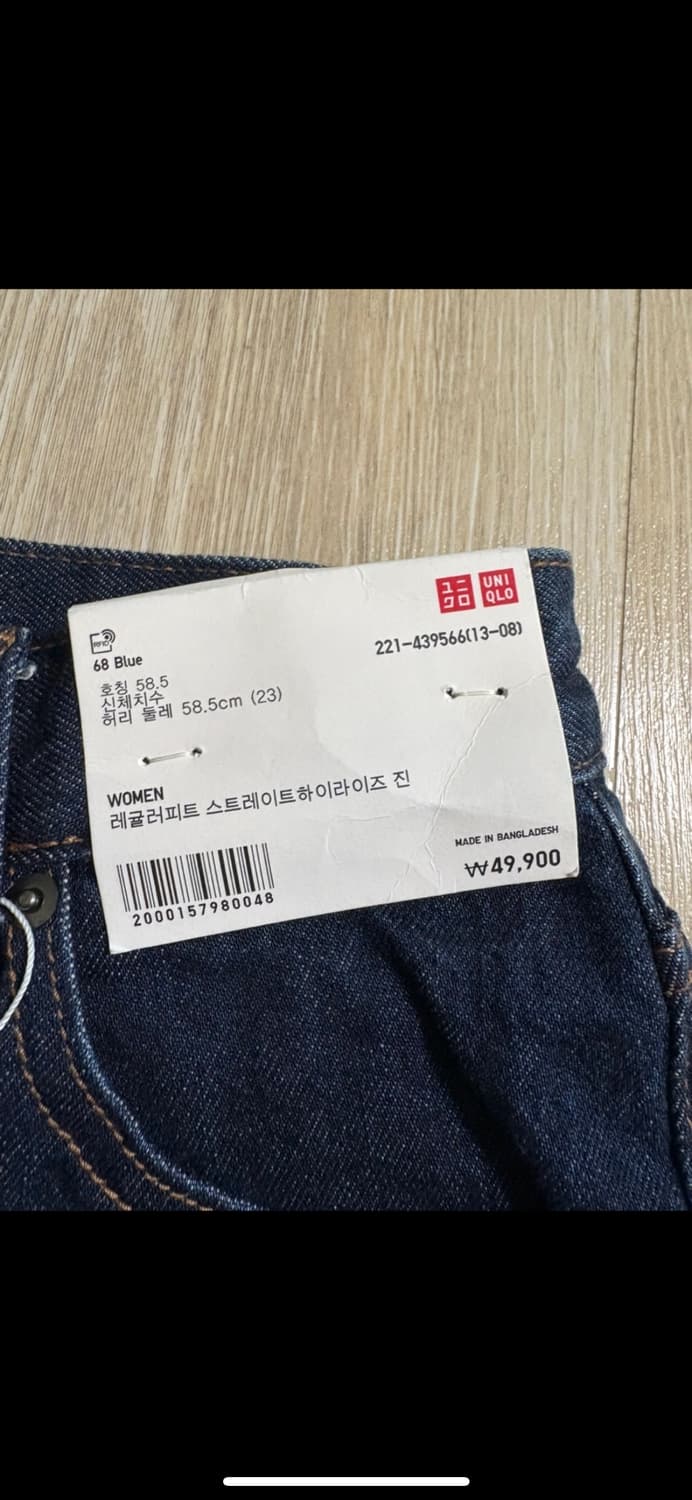 ユニ
クロ
UNI
QLO
RFID
68 Blue
221-439566(13-08)
호칭 58.5
신체치수
허리 둘레 58.5cm (23)
WOMEN
레귤러피트 스트레이트하이라이즈 진
MADE IN BANGLADESH
₩49,900
2000157980048